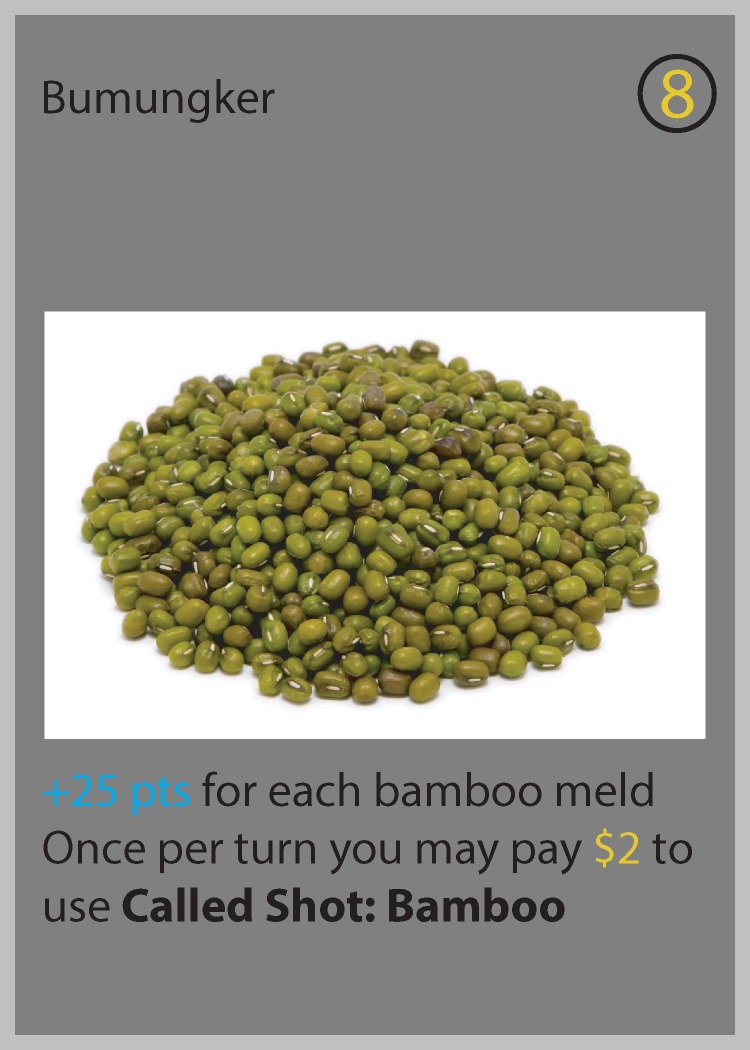 Bumungker
8
+25 pts for each bamboo meld
Once per turn you may pay $2 to
use Called Shot: Bamboo